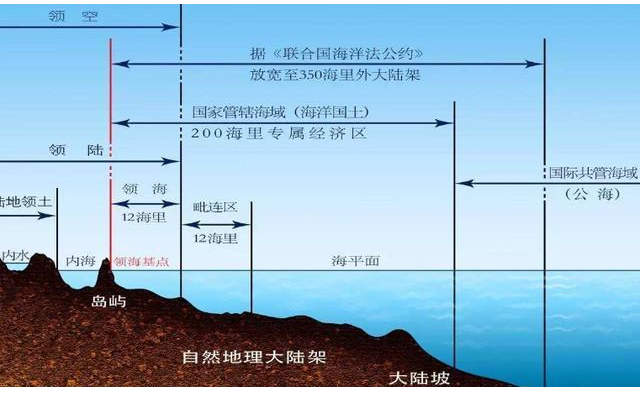 领空
据《联合国海洋法公约》
放宽至350海里外大陆架
国家管辖海域(海洋国土)
200海里专属经济区
领陆
国际共管海域
(公海)
陆地领土
领海
12海里
毗连区
12海里
内水
内海
领海基点
海平面
岛屿
自然地理大陆架
大陆坡